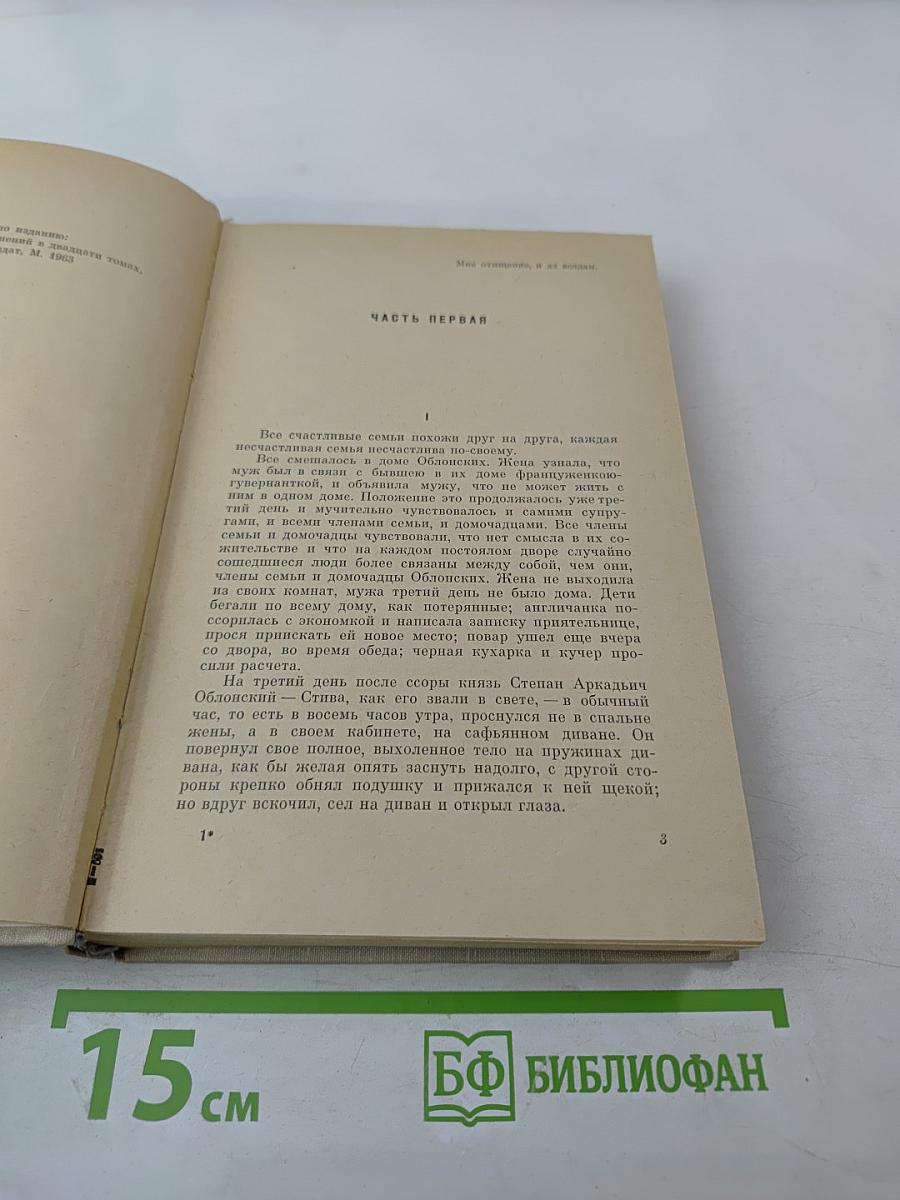 по изданию:
нений в двадцати томах,
здат, М. 1963
Мне отмщение, и аз воздам.
ЧАСТЬ ПЕРВАЯ
I
Все счастливые семьи похожи друг на друга, каждая
несчастливая семья несчастлива по-своему.
Все смешалось в доме Облонских. Жена узнала, что
муж был в связи с бывшею в их доме француженкою-
гувернанткой, и объявила мужу, что не может жить с
ним в одном доме. Положение это продолжалось уже тре-
тий день и мучительно чувствовалось и самими супру-
гами, и всеми членами семьи, и домочадцами. Все члены
семьи и домочадцы чувствовали, что нет смысла в их со-
жительстве и что на каждом постоялом дворе случайно
сошедшиеся люди более связаны между собой, чем они,
члены семьи и домочадцы Облонских. Жена не выходила
из своих комнат, мужа третий день не было дома. Дети
бегали по всему дому, как потерянные; англичанка по-
ссорилась с экономкой и написала записку приятельнице,
прося приискать ей новое место; повар ушел еще вчера
со двора, во время обеда; черная кухарка и кучер про-
сили расчета.
На третий день после ссоры князь Степан Аркадьич
Облонский — Стива, как его звали в свете, — в обычный
час, то есть в восемь часов утра, проснулся не в спальне
жены, а в своем кабинете, на сафьянном диване. Он
повернул свое полное, выхоленное тело на пружинах ди-
вана, как бы желая опять заснуть надолго, с другой сто-
роны крепко обнял подушку и прижался к ней щекой;
но вдруг вскочил, сел на диван и открыл глаза.
1*
3
15 см
БФ БИБЛИОФАН